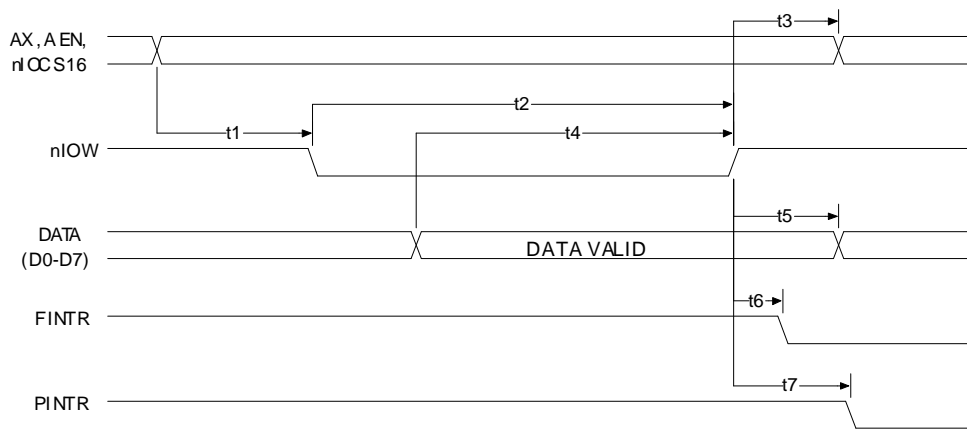 t3
AX, AEN,
nIOCS16
t2
t1
t4
nIOW
t5
DATA
(D0-D7)
DATA VALID
t6
FINTR
t7
PINTR